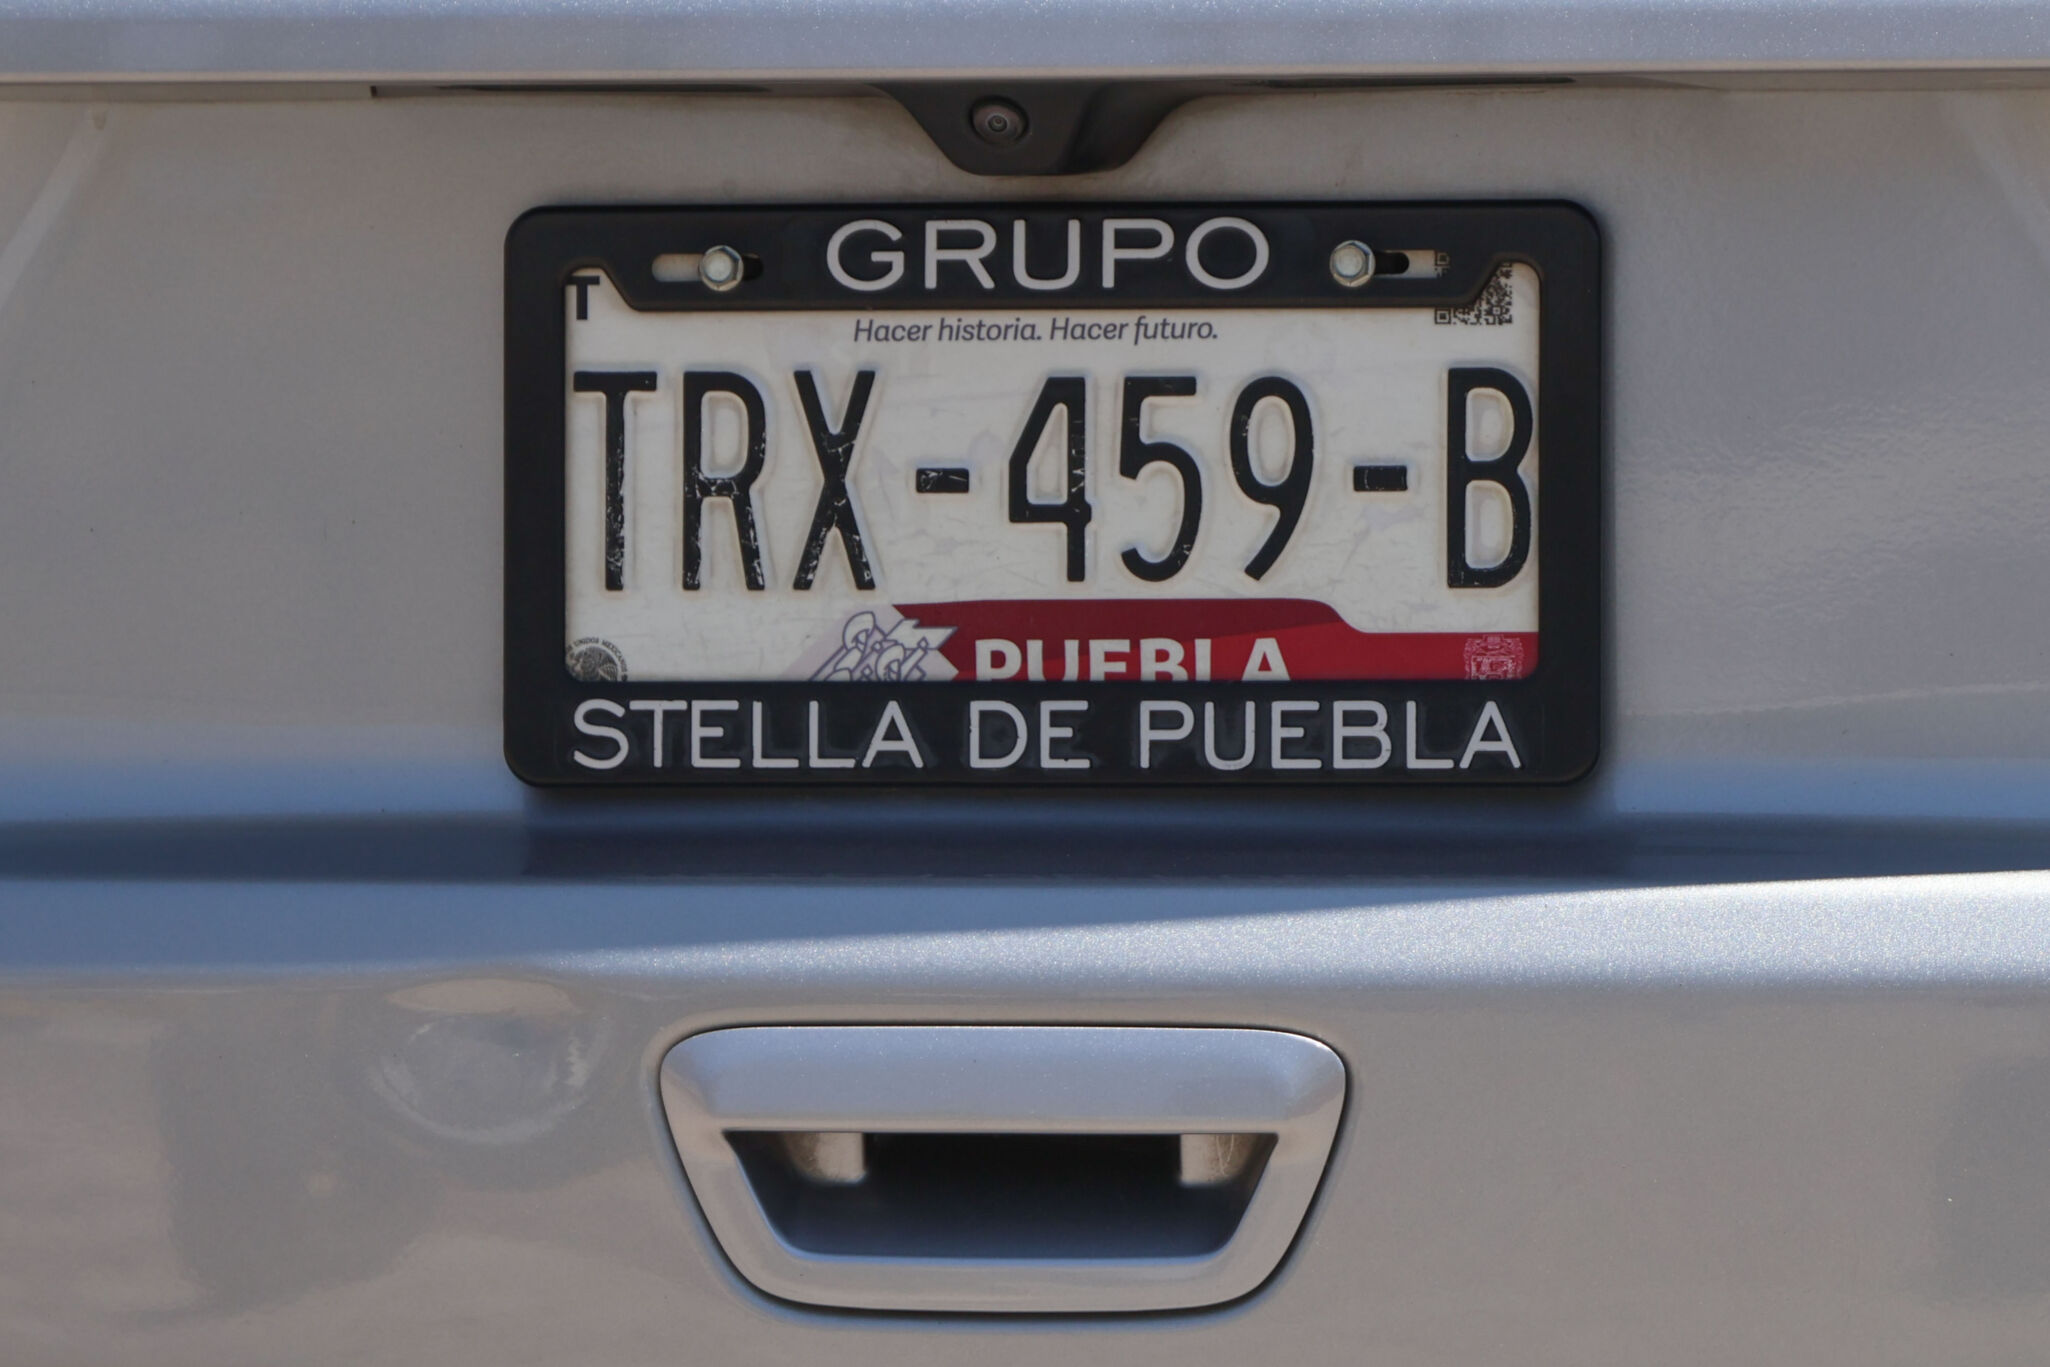 GRUPO
T
Hacer historia. Hacer futuro.
TRX-459-B
PUEBLA
STELLA DE PUEBLA